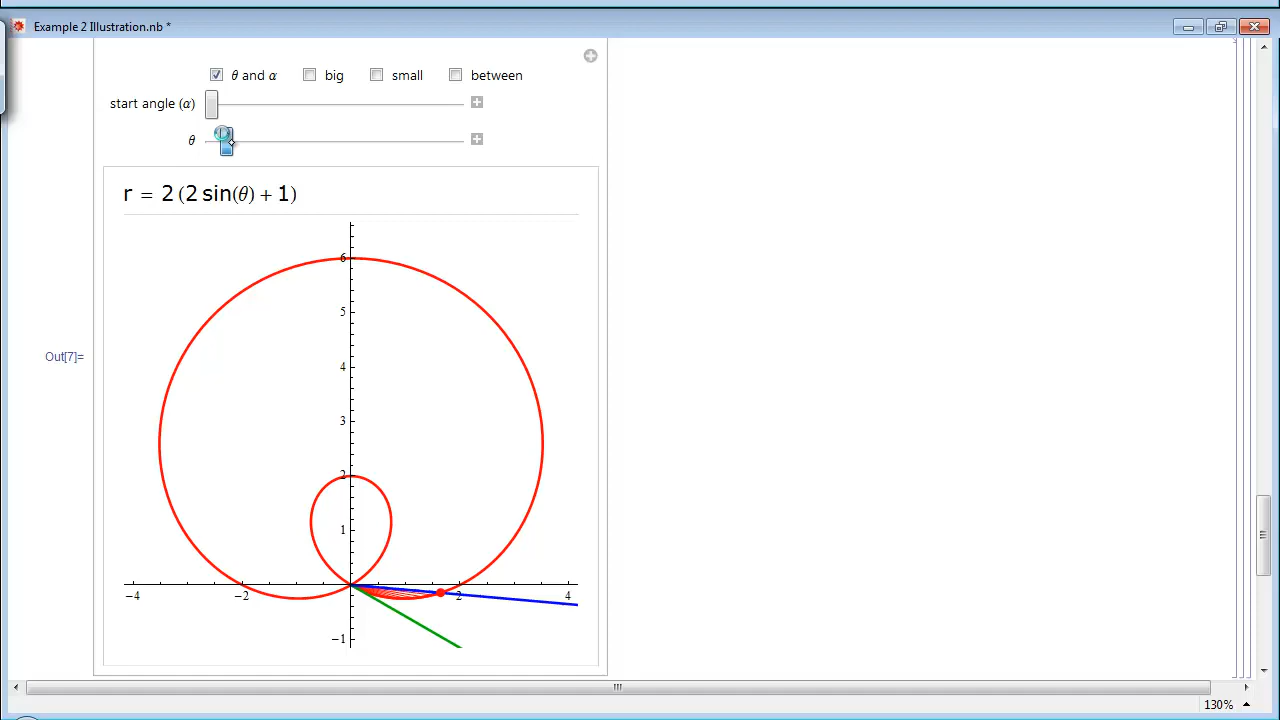 Example 2 Illustration.nb *
θ and α big small between
start angle (α)
θ
r = 2 (2 sin(θ) + 1)
6
5
4
3
2
1
−4 −2 2 4
−1
Out[7]=
130%